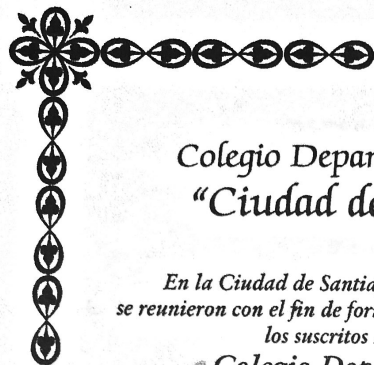 Colegio Depar
"Ciudad de
En la Ciudad de Santia
se reunieron con el fin de for
los suscritos
Colegio Dep